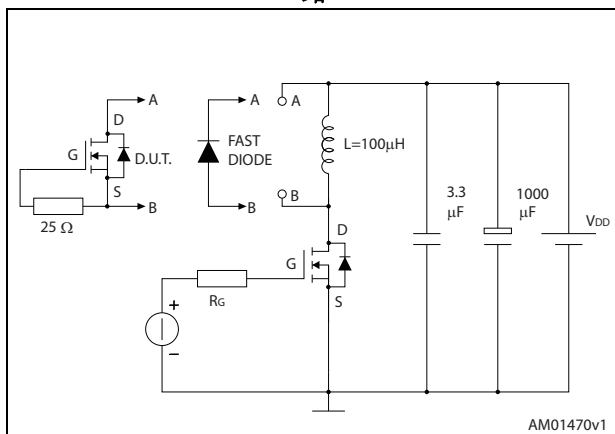 A
A
A
D
FAST
DIODE
G
D.U.T.
L=100μH
S
B
B
B
25 Ω
3.3
μF
1000
μF
VDD
D
G
S
RG
+
–
AM01470v1